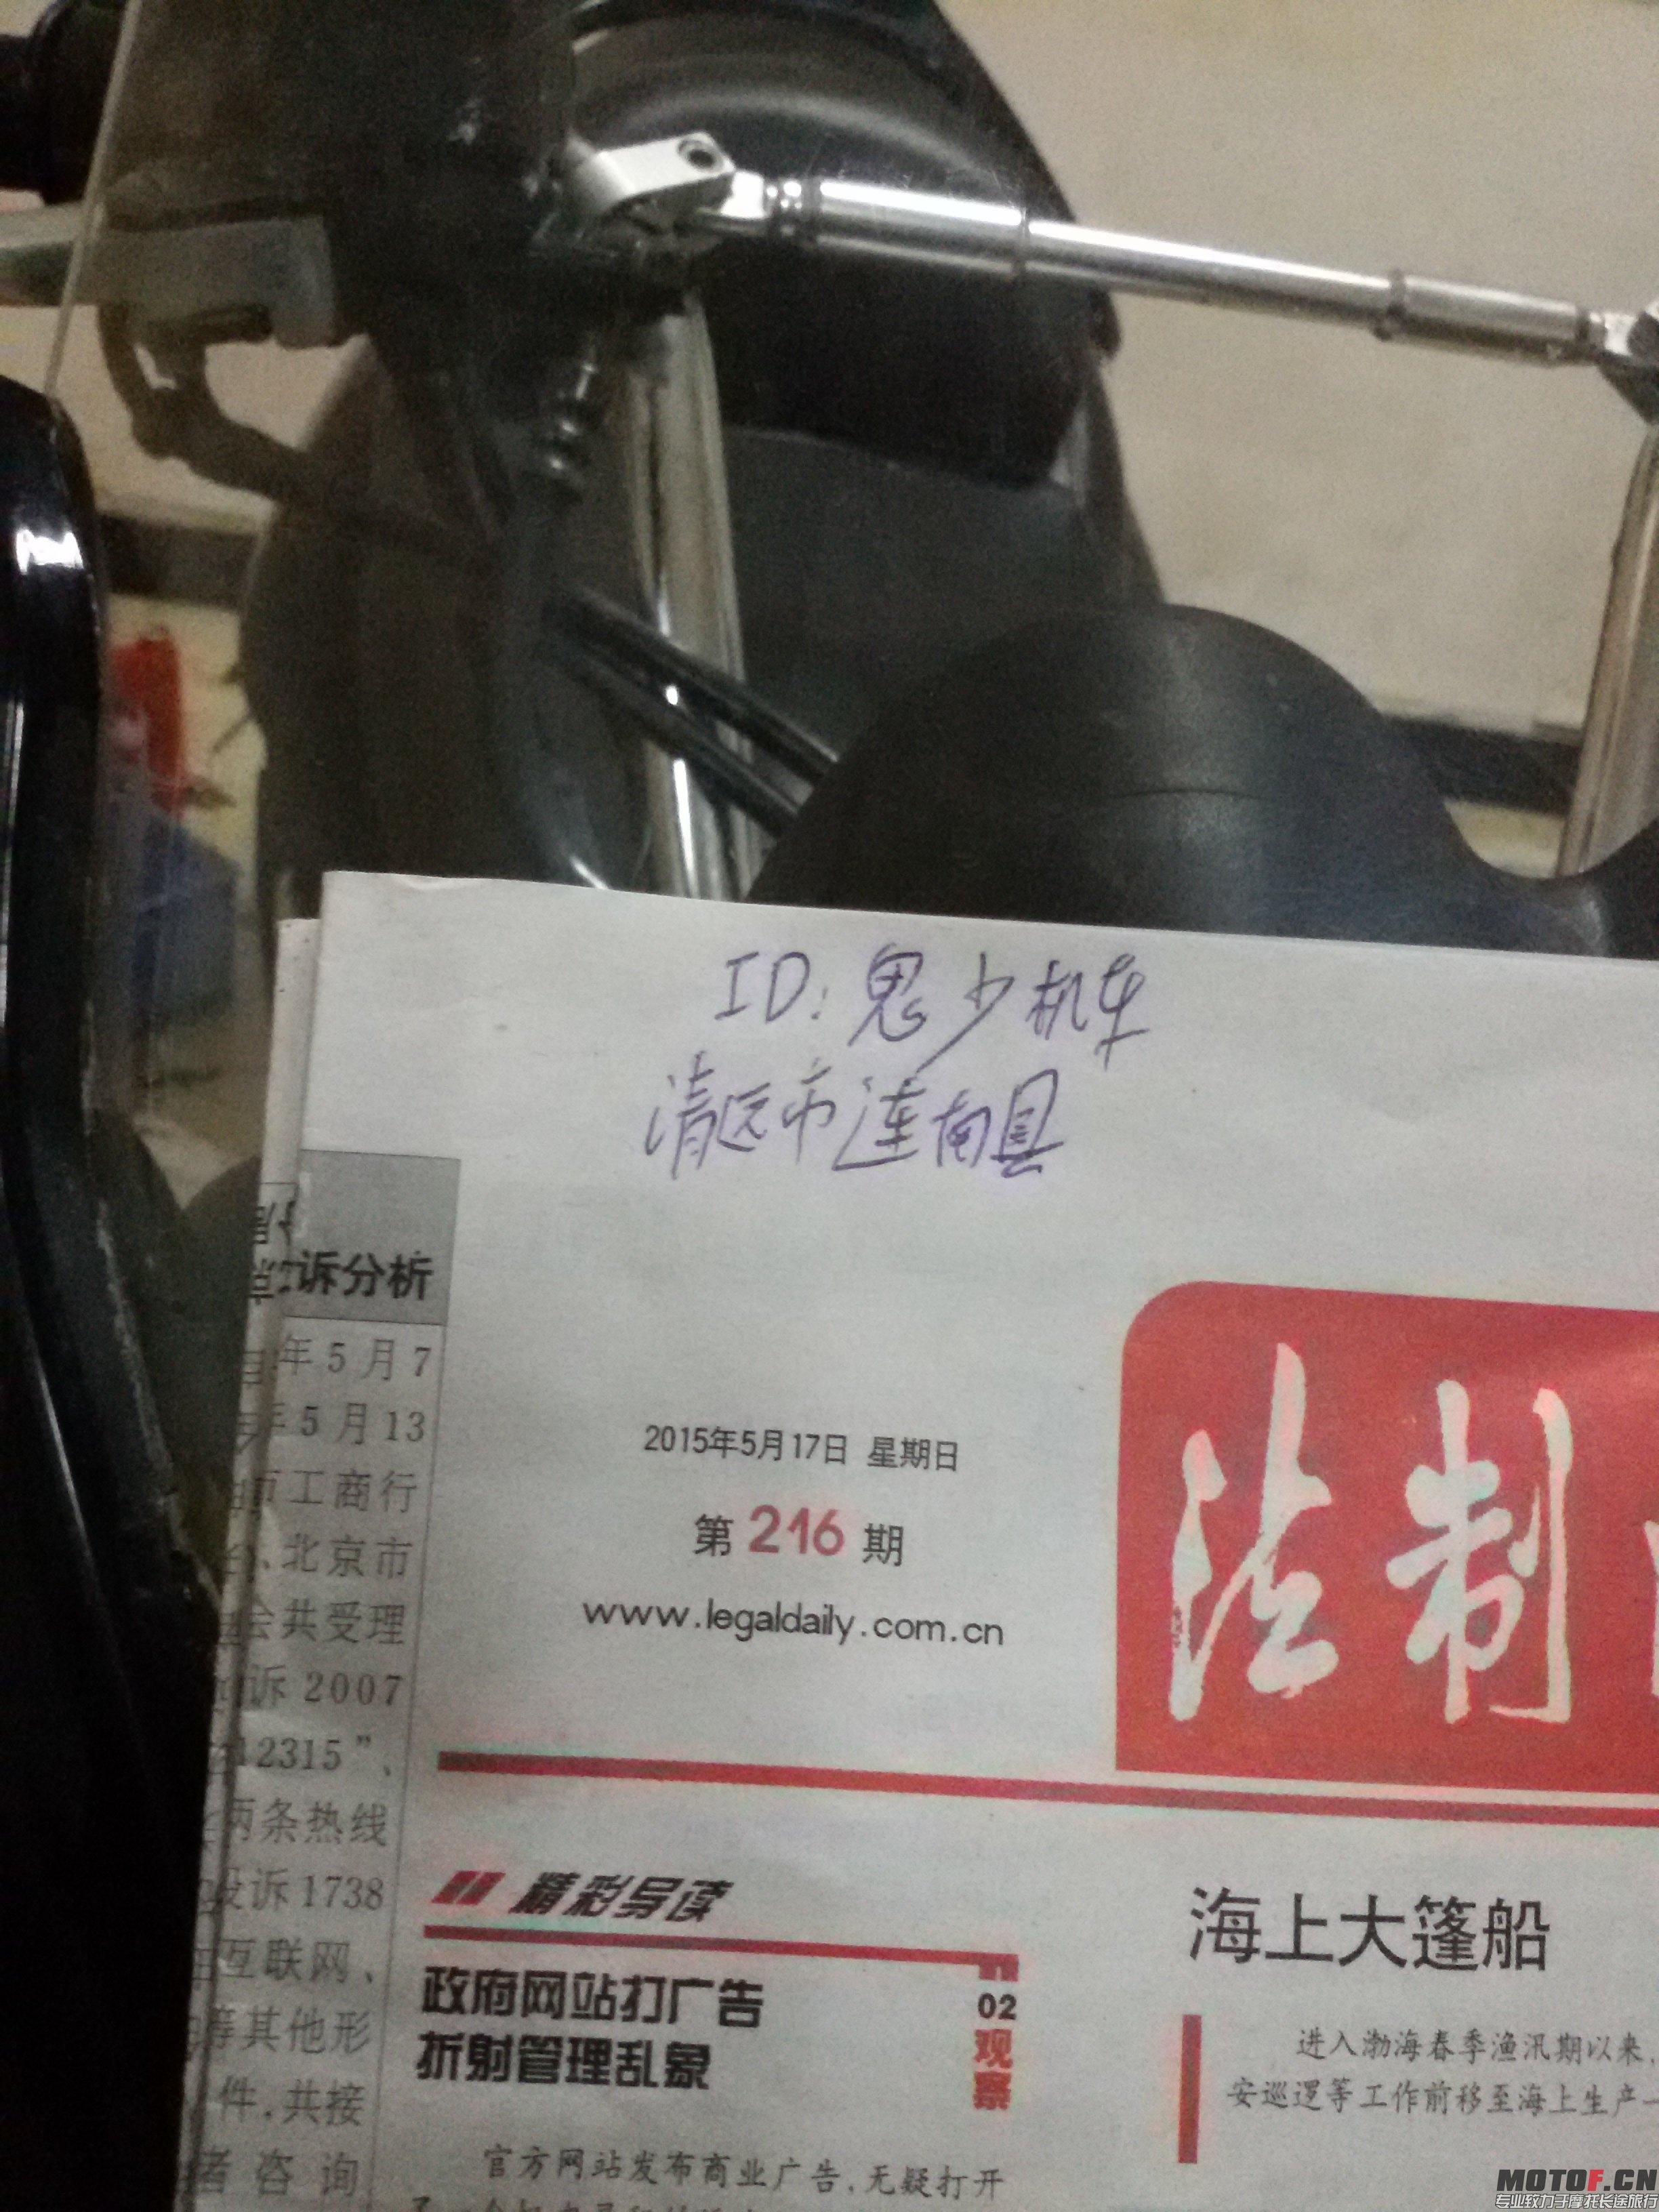 ID:鬼少机车
清远市连南县
诉分析
年5月7
年5月13
工商行
、北京市
会共受理
诉2007
12315”、
两条热线
投诉1738
互联网、
等其他形
件,共接
者咨询
2015年5月17日 星期日
第216期
www.legaldaily.com.cn
法制
精彩导读
政府网站打广告
折射管理乱象
02
观察
官方网站发布商业广告,无疑打开
海上大篷船
进入渤海春季渔汛期以来,
安巡逻等工作前移至海上生产一
MOTOF.CN
专业致力于摩托长途旅行